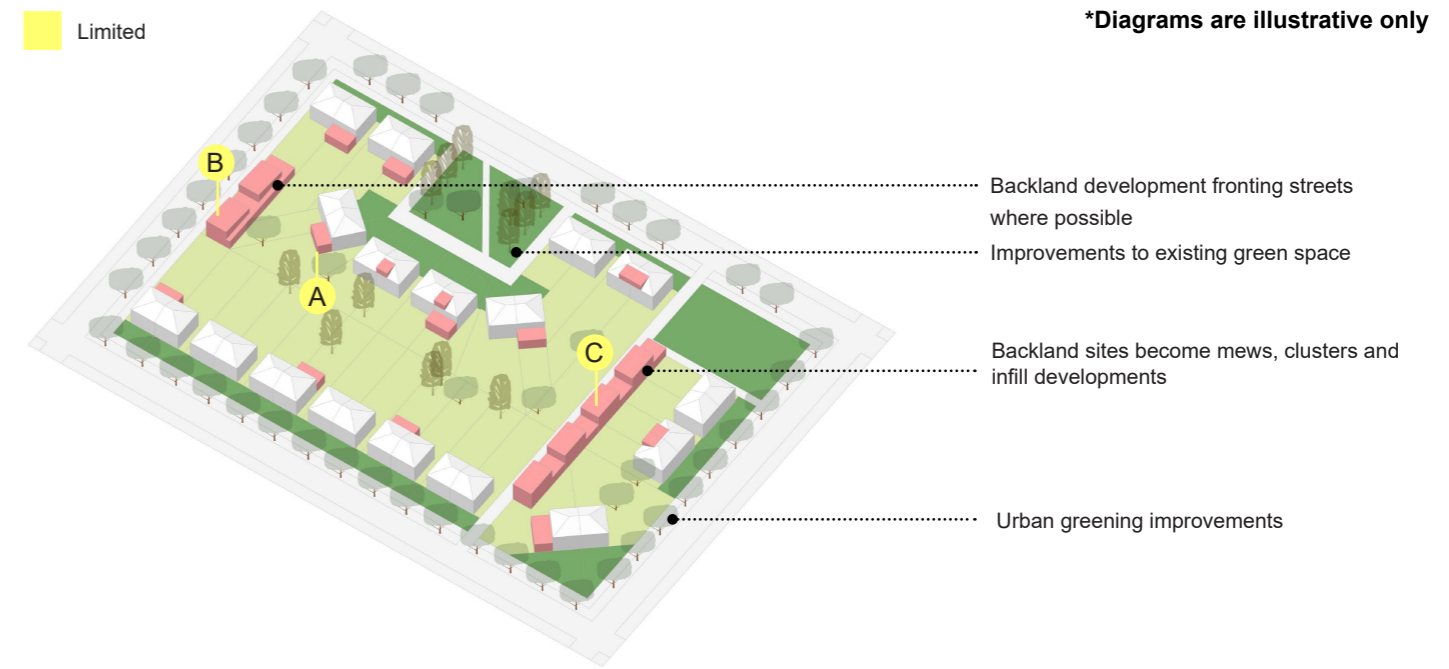 Limited
*Diagrams are illustrative only
B
A
C
Backland development fronting streets
where possible
Improvements to existing green space
Backland sites become mews, clusters and
infill developments
Urban greening improvements